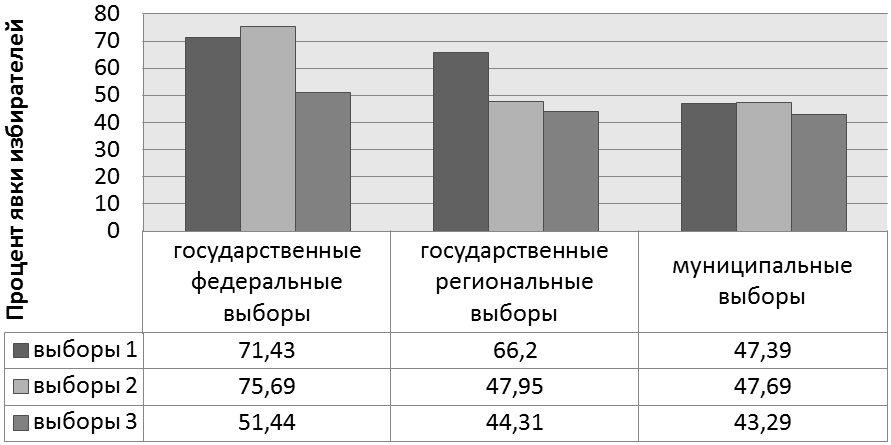 Процент явки избирателей
80
70
60
50
40
30
20
10
0
государственные
федеральные
выборы
государственные
региональные
выборы
муниципальные
выборы
выборы 1 71,43 66,2 47,39
выборы 2 75,69 47,95 47,69
выборы 3 51,44 44,31 43,29